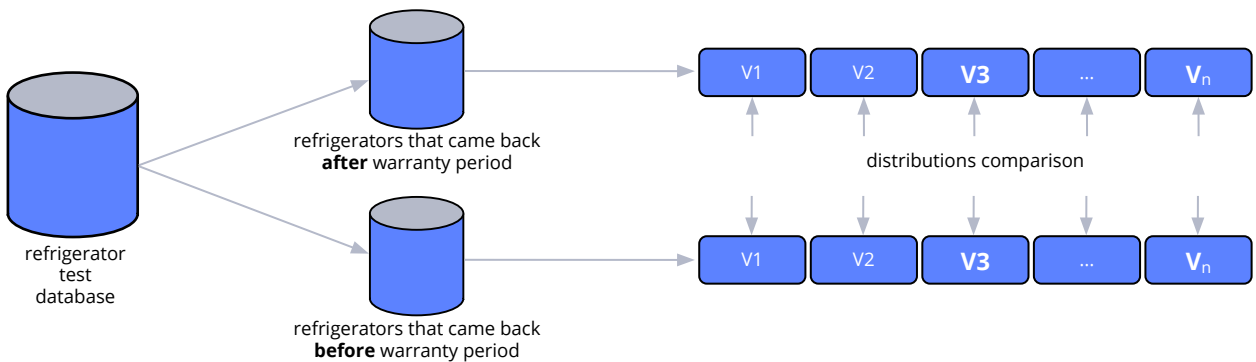 refrigerator
test
database
refrigerators that came back
after warranty period
refrigerators that came back
before warranty period
V1 V2 V3 ... Vn
distributions comparison
V1 V2 V3 ... Vn